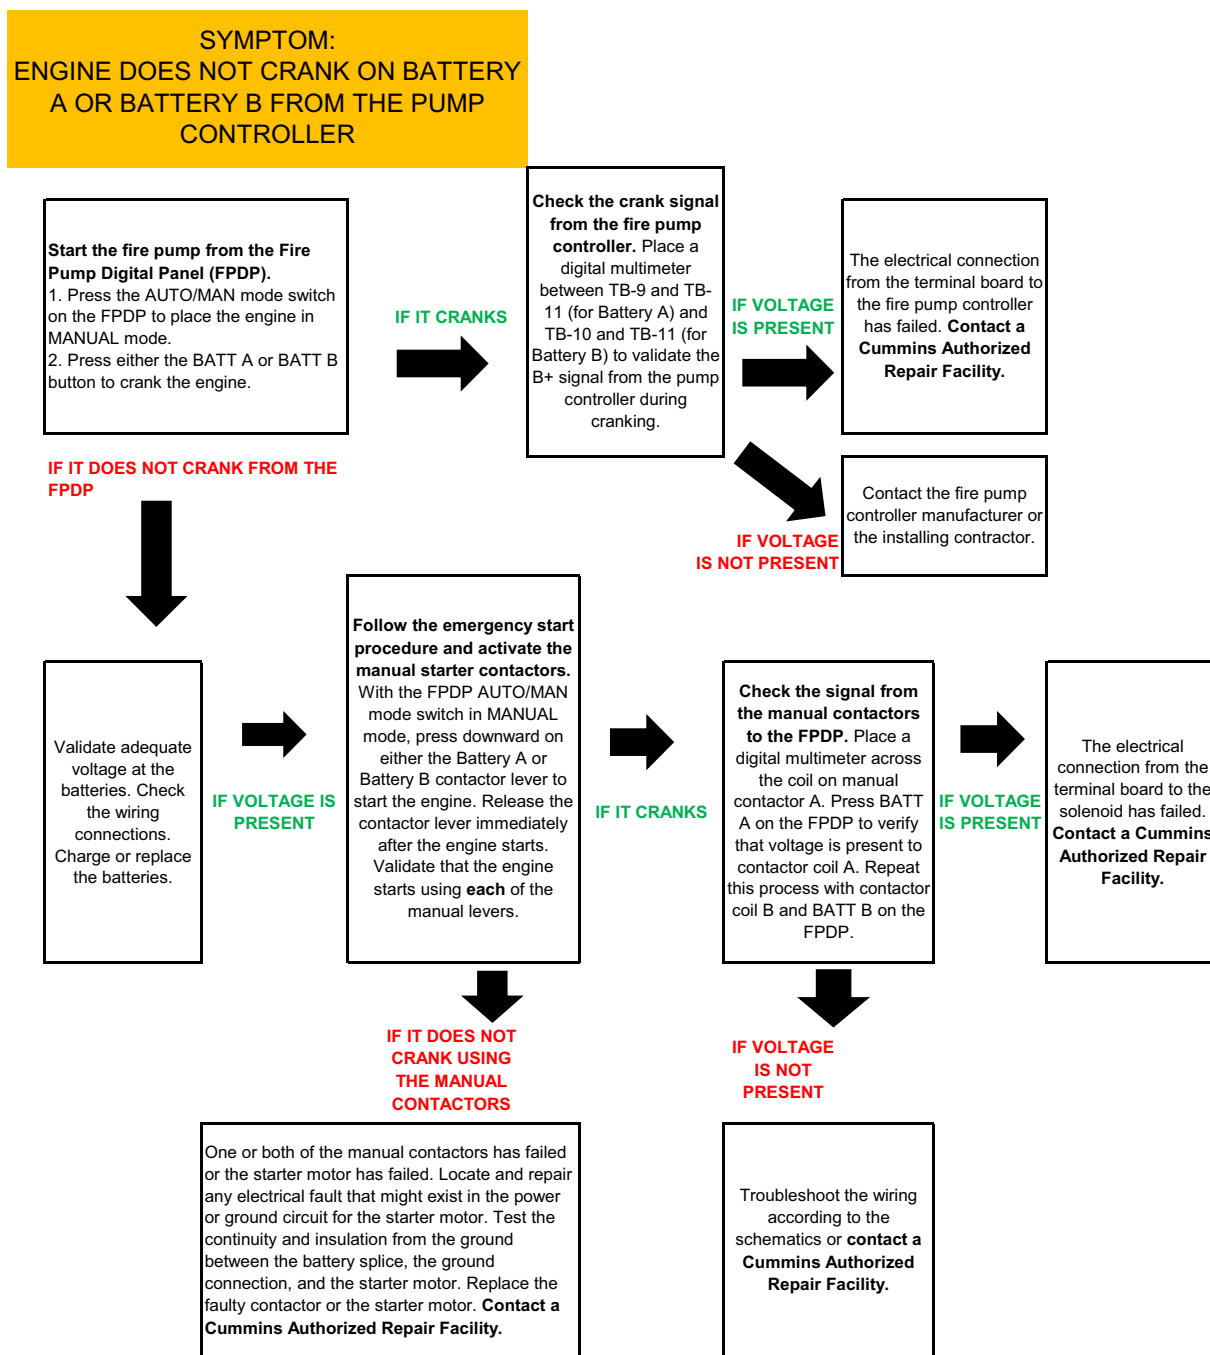 SYMPTOM:
ENGINE DOES NOT CRANK ON BATTERY
A OR BATTERY B FROM THE PUMP
CONTROLLER
Start the fire pump from the Fire
Pump Digital Panel (FPDP).
1. Press the AUTO/MAN mode switch
on the FPDP to place the engine in
MANUAL mode.
2. Press either the BATT A or BATT B
button to crank the engine.
IF IT CRANKS
Check the crank signal
from the fire pump
controller. Place a
digital multimeter
between TB-9 and TB-
11 (for Battery A) and
TB-10 and TB-11 (for
Battery B) to validate the
B+ signal from the pump
controller during
cranking.
IF VOLTAGE
IS PRESENT
The electrical connection
from the terminal board to
the fire pump controller
has failed. Contact a
Cummins Authorized
Repair Facility.
IF VOLTAGE
IS NOT PRESENT
Contact the fire pump
controller manufacturer or
the installing contractor.
IF IT DOES NOT CRANK FROM THE
FPDP
Validate adequate
voltage at the
batteries. Check
the wiring
connections.
Charge or replace
the batteries.
IF VOLTAGE IS
PRESENT
Follow the emergency start
procedure and activate the
manual starter contactors.
With the FPDP AUTO/MAN
mode switch in MANUAL
mode, press downward on
either the Battery A or
Battery B contactor lever to
start the engine. Release the
contactor lever immediately
after the engine starts.
Validate that the engine
starts using each of the
manual levers.
IF IT CRANKS
Check the signal from
the manual contactors
to the FPDP. Place a
digital multimeter across
the coil on manual
contactor A. Press BATT
A on the FPDP to verify
that voltage is present to
contactor coil A. Repeat
this process with contactor
coil B and BATT B on the
FPDP.
IF VOLTAGE
IS PRESENT
The electrical
connection from the
terminal board to the
solenoid has failed.
Contact a Cummins
Authorized Repair
Facility.
IF IT DOES NOT
CRANK USING
THE MANUAL
CONTACTORS
One or both of the manual contactors has failed
or the starter motor has failed. Locate and repair
any electrical fault that might exist in the power
or ground circuit for the starter motor. Test the
continuity and insulation from the ground
between the battery splice, the ground
connection, and the starter motor. Replace the
faulty contactor or the starter motor. Contact a
Cummins Authorized Repair Facility.
IF VOLTAGE
IS NOT
PRESENT
Troubleshoot the wiring
according to the
schematics or contact a
Cummins Authorized
Repair Facility.